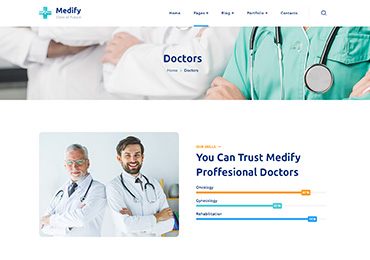 Medify
Clinic of Future
Home Pages Blog Portfolio Contacts
Doctors
Home Doctors
OUR SKILLS
You Can Trust Medify
Proffesional Doctors
Oncology
Gynecology
Rehabilitation